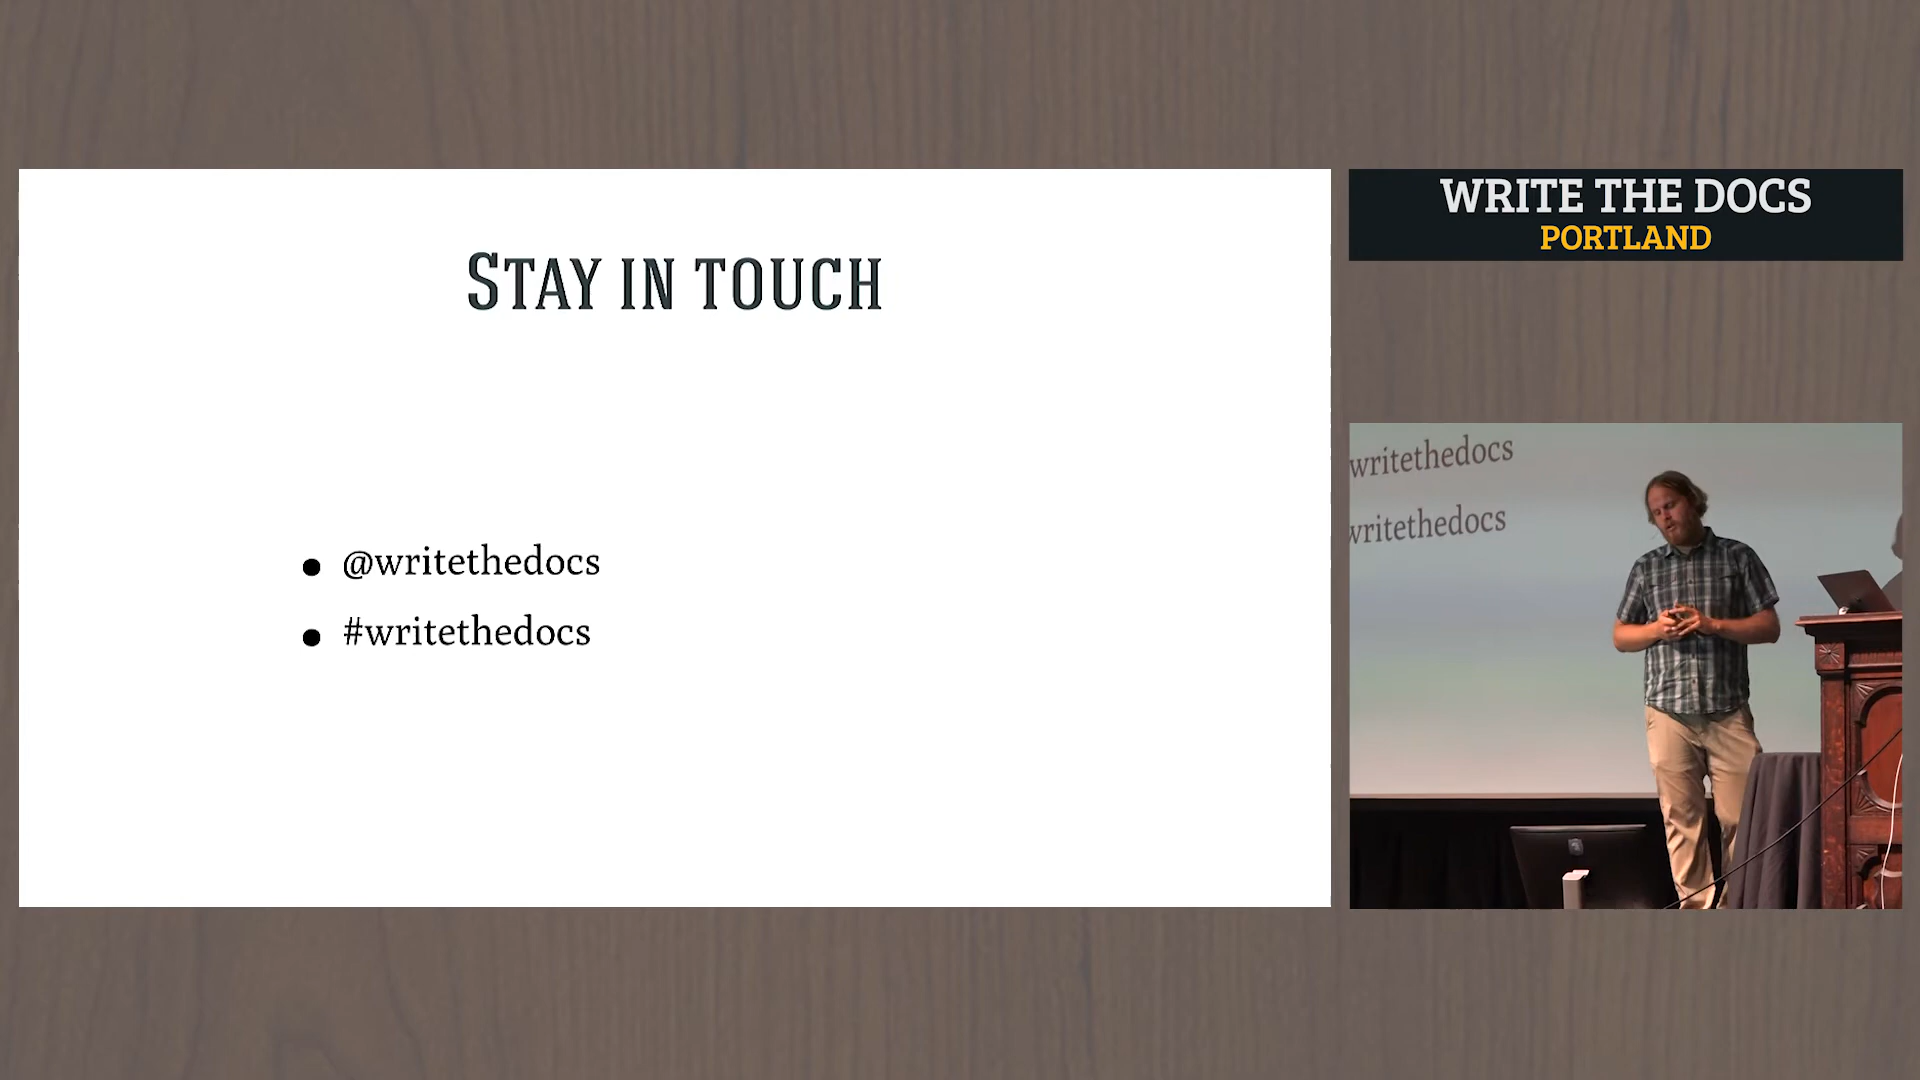 STAY IN TOUCH
@writethedocs
#writethedocs
WRITE THE DOCS
PORTLAND
writethedocs
writethedocs